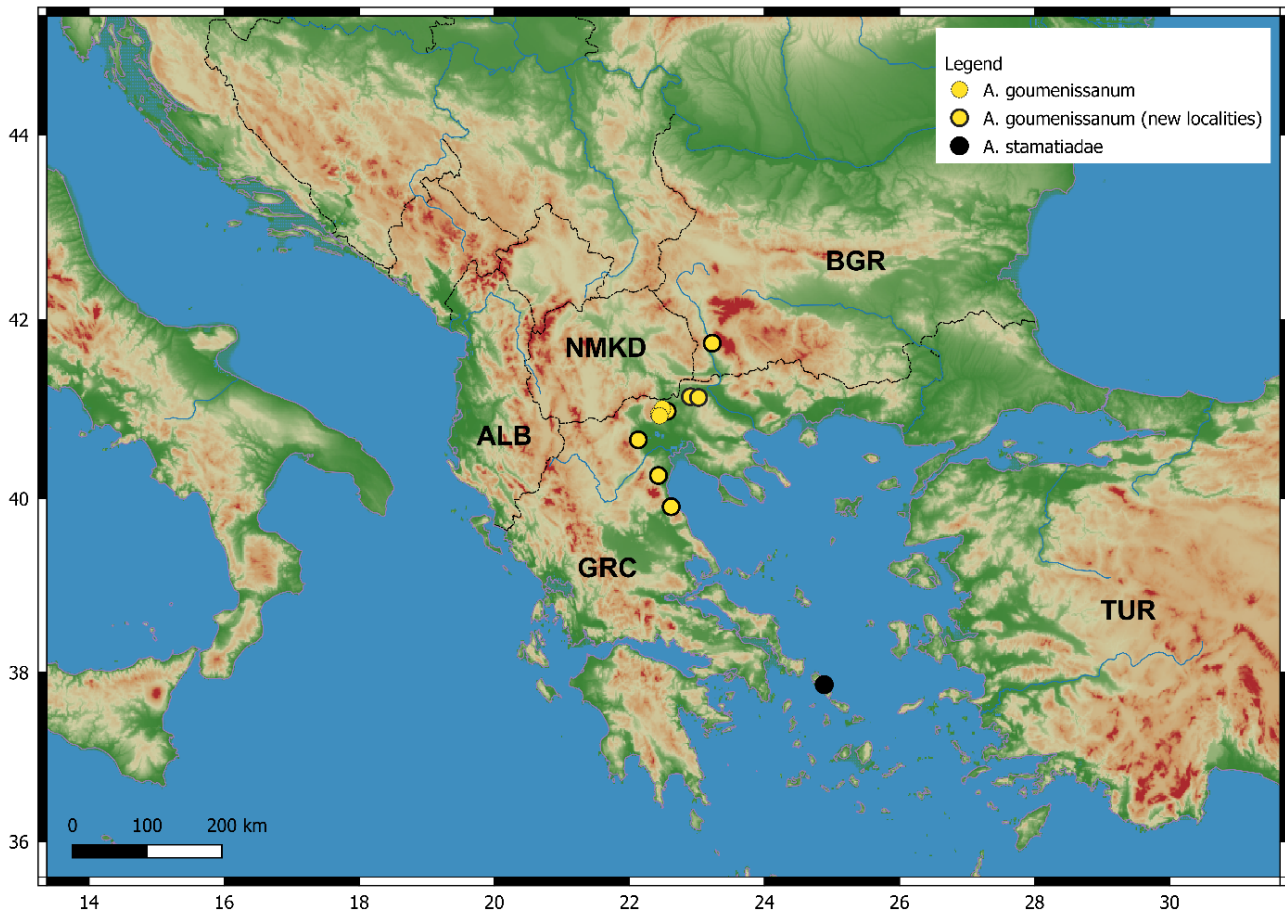 Legend
A. goumenissanum
A. goumenissanum (new localities)
A. stamatiadae
44
42
40
38
36
BGR
NMKD
ALB
GRC
TUR
0 100 200 km
14 16 18 20 22 24 26 28 30